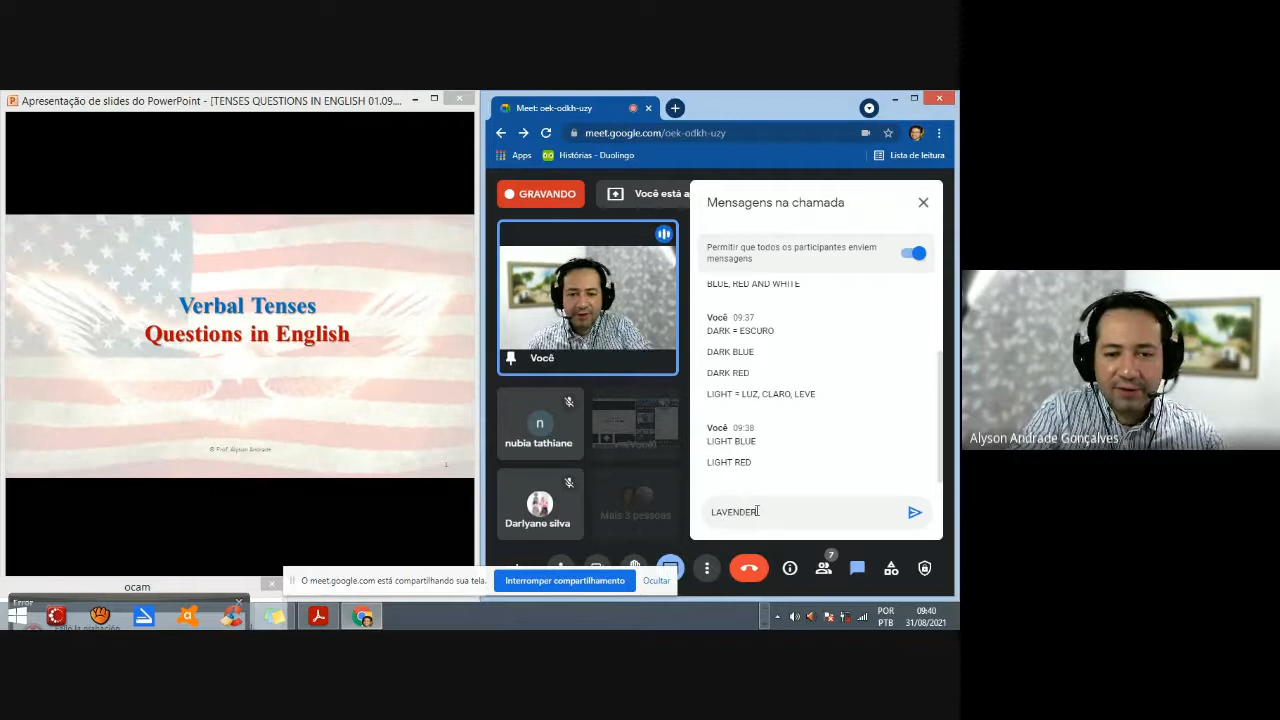 Apresentação de slides do PowerPoint - [TENSES QUESTIONS IN ENGLISH 01.09....
Verbal Tenses
Questions in English
© Prof. Alyson Andrade
1
Meet: oek-odkh-uzy
meet.google.com/oek-odkh-uzy
Apps
Histórias - Duolingo
Lista de leitura
GRAVANDO
Você está a
Você
n
nubia tathiane
Darlyane silva
Mais 3 pessoas
Mensagens na chamada
Permitir que todos os participantes enviem
mensagens
BLUE, RED AND WHITE
Você 09:37
DARK = ESCURO
DARK BLUE
DARK RED
LIGHT = LUZ, CLARO, LEVE
Você 09:38
LIGHT BLUE
LIGHT RED
LAVENDER
7
Alyson Andrade Gonçalves
O meet.google.com está compartilhando sua tela.
Interromper compartilhamento
Ocultar
ocam
Error
POR
PTB
09:40
31/08/2021